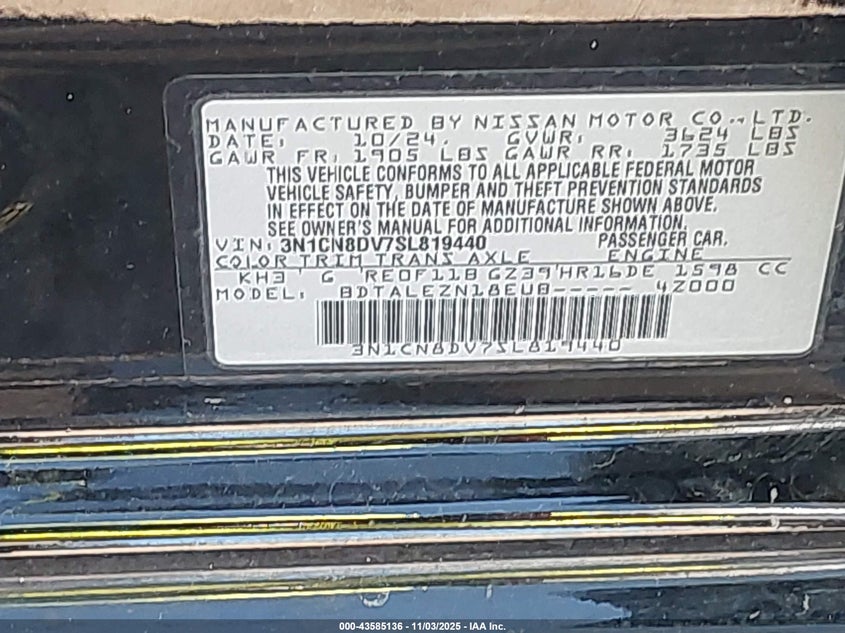 MANUFACTURED BY NISSAN MOTOR CO., LTD.
DATE: 10/24. GVWR: 3624 LBS
GAWR FR: 1905 LBS GAWR RR: 1735 LBS
THIS VEHICLE CONFORMS TO ALL APPLICABLE FEDERAL MOTOR
VEHICLE SAFETY, BUMPER AND THEFT PREVENTION STANDARDS
IN EFFECT ON THE DATE OF MANUFACTURE SHOWN ABOVE.
SEE OWNER'S MANUAL FOR ADDITIONAL INFORMATION.
VIN: 3N1CN8DV7SL819440 PASSENGER CAR.
COLOR TRIM TRANS AXLE ENGINE
KH3 G RE0F11B GZ39 HR16DE 1598 CC
MODEL: BDTALEZN18EUB----- 4Z000
3N1CN8DV7SL819440
000-43585136 - 11/03/2025 - IAA Inc.